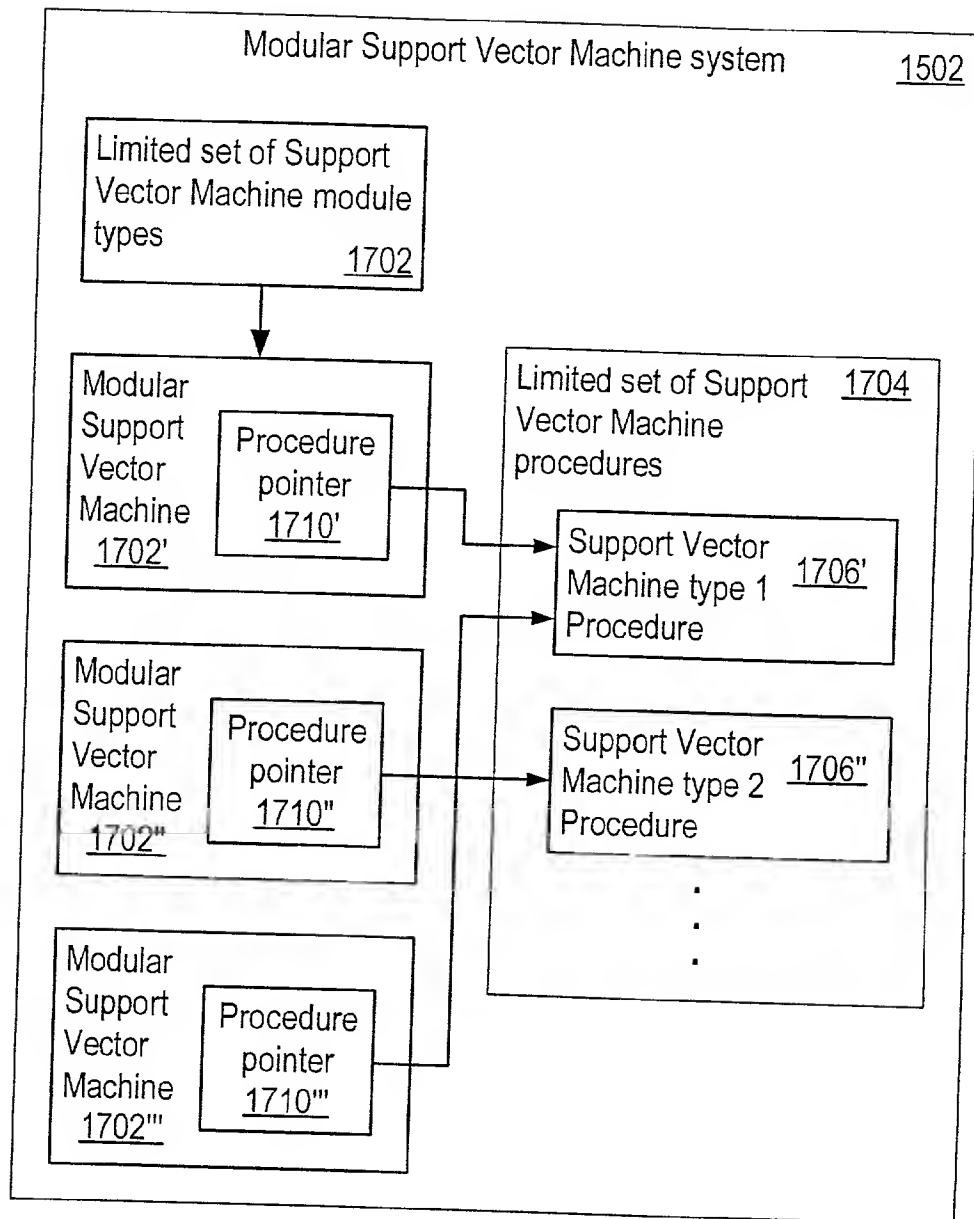 Modular Support Vector Machine system 1502
Limited set of Support
Vector Machine module
types
1702
Modular
Support
Vector
Machine
1702'
Procedure
pointer
1710'
Limited set of Support 1704
Vector Machine
procedures
Support Vector
Machine type 1
Procedure
1706'
Modular
Support
Vector
Machine
1702"
Procedure
pointer
1710"
Support Vector
Machine type 2
Procedure
1706"
Modular
Support
Vector
Machine
1702'''
Procedure
pointer
1710'''